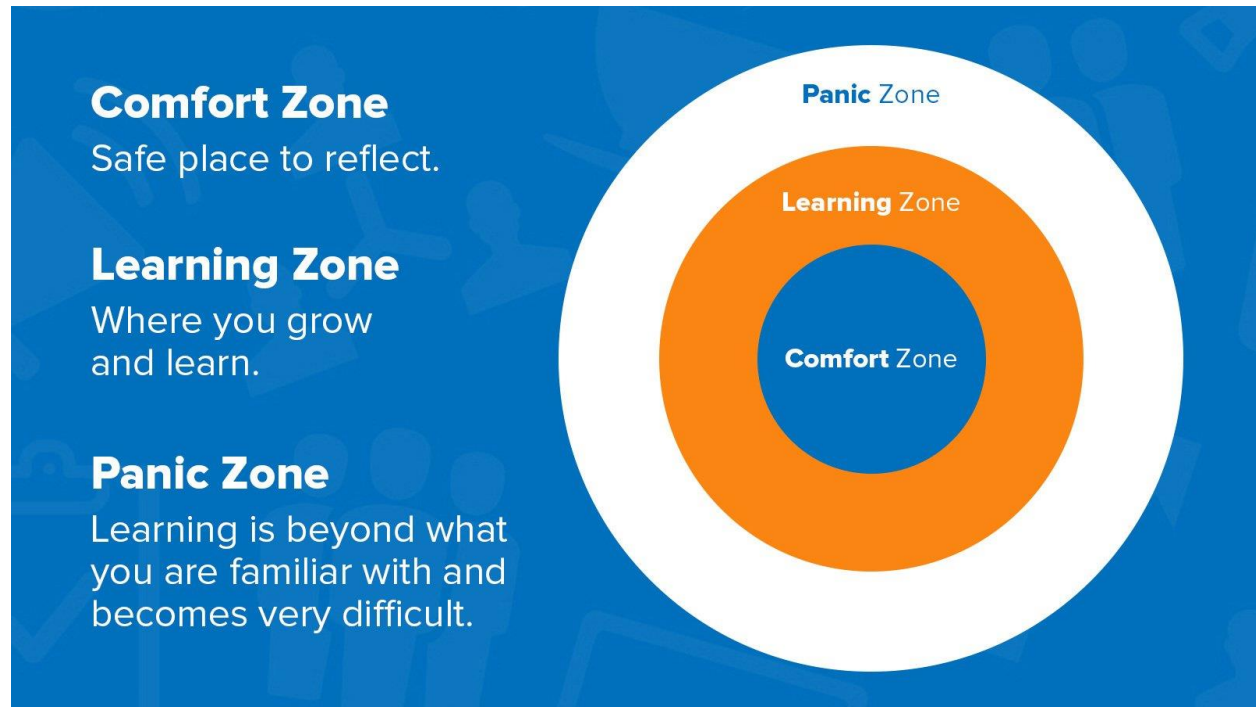 Comfort Zone
Safe place to reflect.
Learning Zone
Where you grow
and learn.
Panic Zone
Learning is beyond what
you are familiar with and
becomes very difficult.
Panic Zone
Learning Zone
Comfort Zone